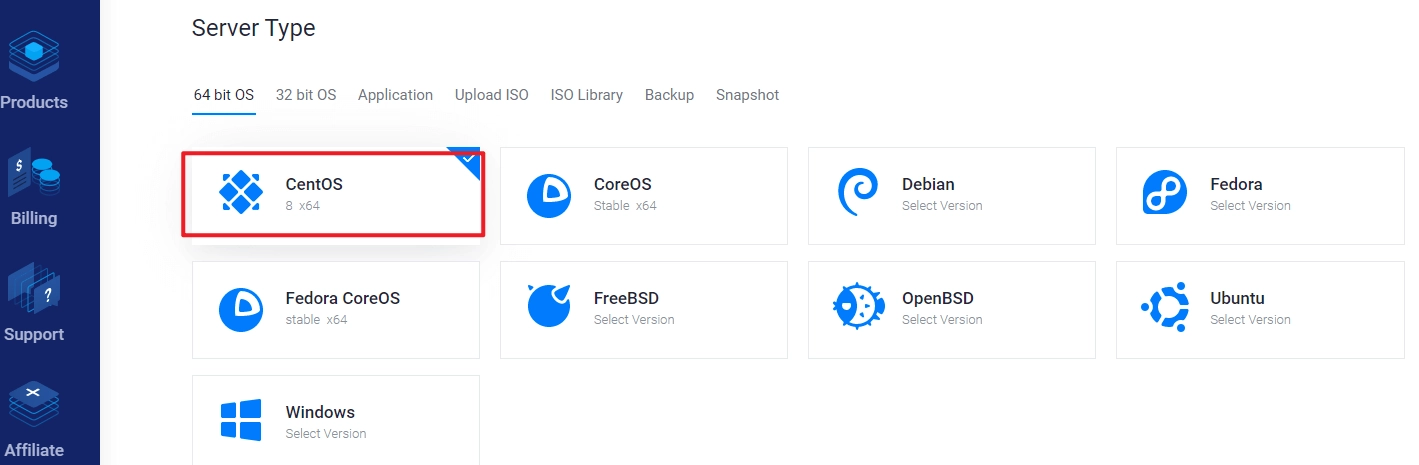 Server Type
64 bit OS 32 bit OS Application Upload ISO ISO Library Backup Snapshot
Products
$
Billing
?
Support
Affiliate
CentOS
8 x64
CoreOS
Stable x64
Debian
Select Version
Fedora
Select Version
Fedora CoreOS
stable x64
FreeBSD
Select Version
OpenBSD
Select Version
Ubuntu
Select Version
Windows
Select Version